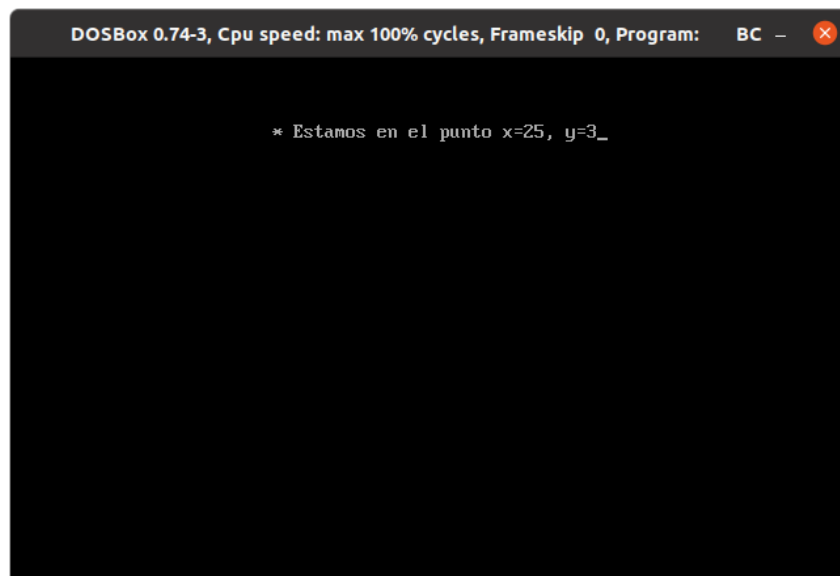 DOSBox 0.74-3, Cpu speed: max 100% cycles, Frameskip 0, Program: BC
* Estamos en el punto x=25, y=3_